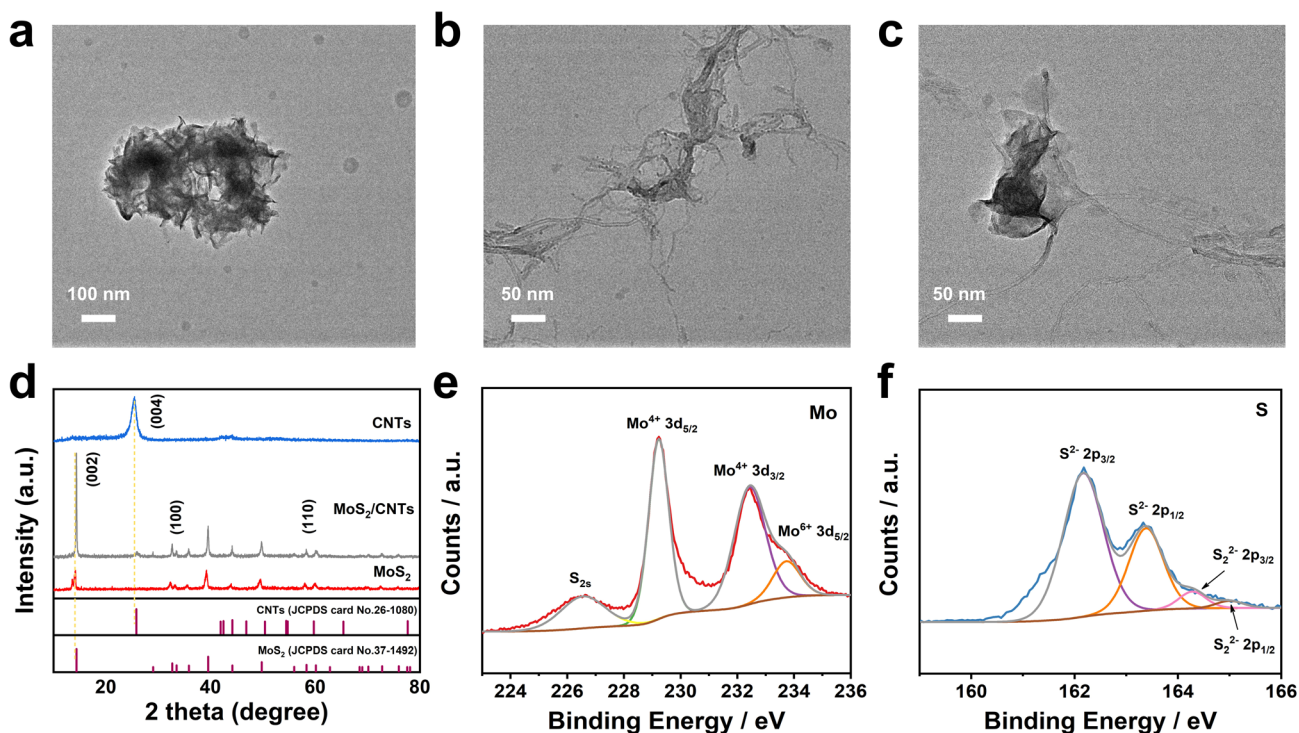 a
100 nm
b
50 nm
c
50 nm
d
Intensity (a.u.)
CNTs
(004)
(002)
MoS₂/CNTs
(100)
(110)
MoS₂
CNTs (JCPDS card No.26-1080)
MoS₂ (JCPDS card No.37-1492)
20 40 60 80
2 theta (degree)
e
Counts / a.u.
Mo
Mo⁴⁺ 3d₅/₂
Mo⁴⁺ 3d₃/₂
Mo⁶⁺ 3d₅/₂
S₂ₛ
224 226 228 230 232 234 236
Binding Energy / eV
f
Counts / a.u.
S
S²⁻ 2p₃/₂
S²⁻ 2p₁/₂
S₂²⁻ 2p₃/₂
S₂²⁻ 2p₁/₂
160 162 164 166
Binding Energy / eV